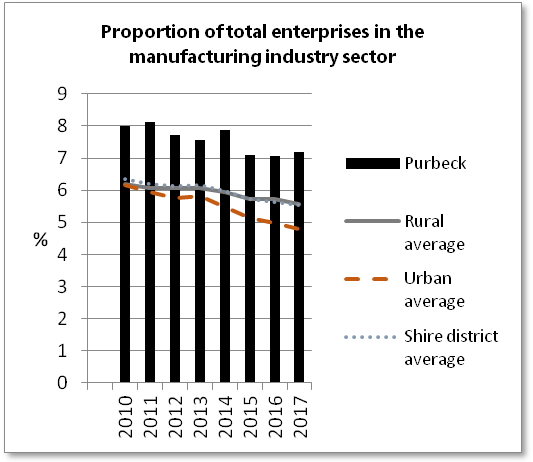 Proportion of total enterprises in the
manufacturing industry sector
9
8
7
6
5
4
3
2
1
0
%
2010
2011
2012
2013
2014
2015
2016
2017
Purbeck
Rural
average
Urban
average
Shire district
average